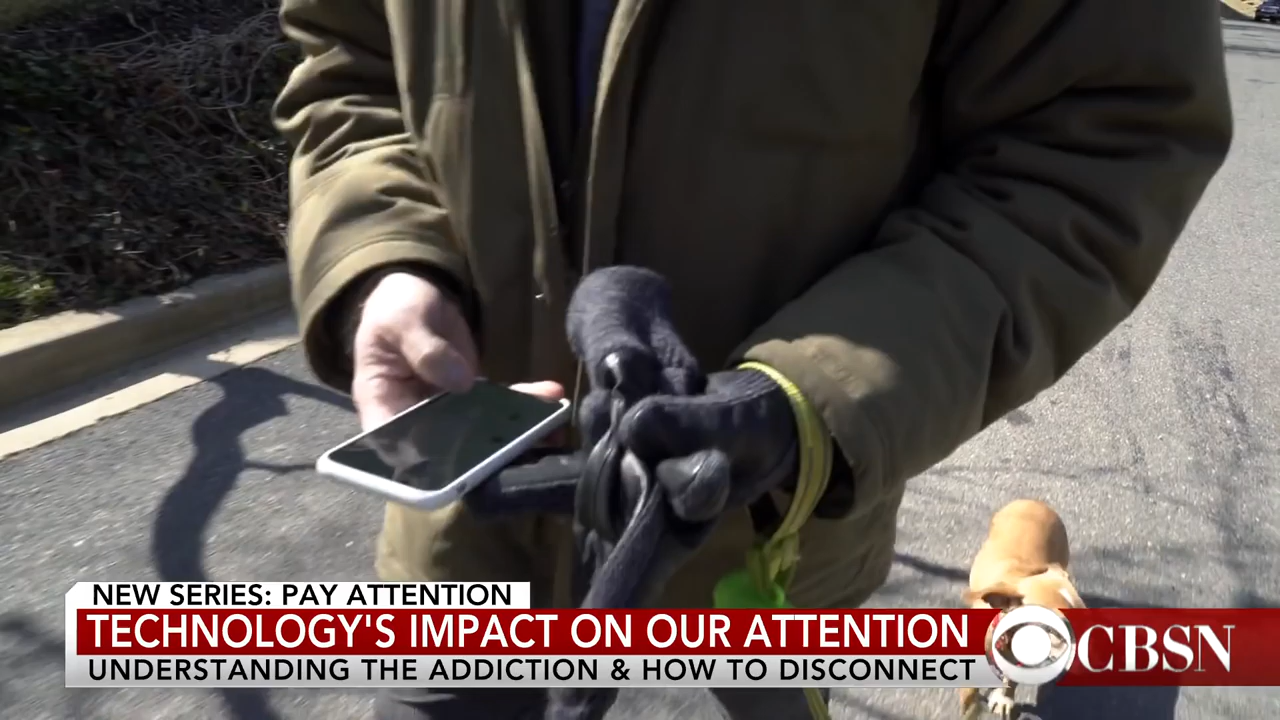 NEW SERIES: PAY ATTENTION
TECHNOLOGY'S IMPACT ON OUR ATTENTION
UNDERSTANDING THE ADDICTION & HOW TO DISCONNECT
CBSN